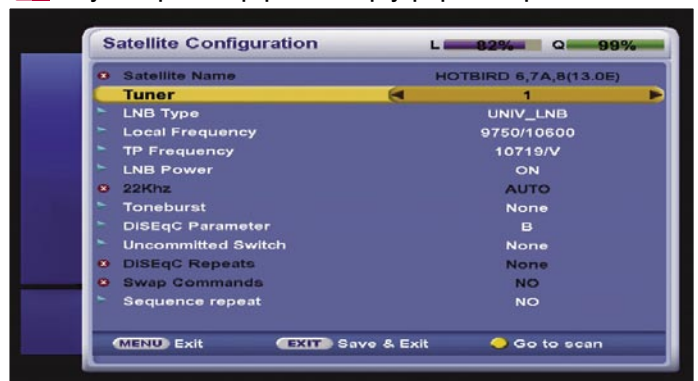 Satellite Configuration L 82% Q 99%
Satellite Name HOTBIRD 6,7A,8(13.0E)
Tuner 1
LNB Type UNIV_LNB
Local Frequency 9750/10600
TP Frequency 10719/V
LNB Power ON
22Khz AUTO
Toneburst None
DiSEqC Parameter B
Uncommitted Switch None
DiSEqC Repeats None
Swap Commands NO
Sequence repeat NO
MENU Exit EXIT Save & Exit Go to scan